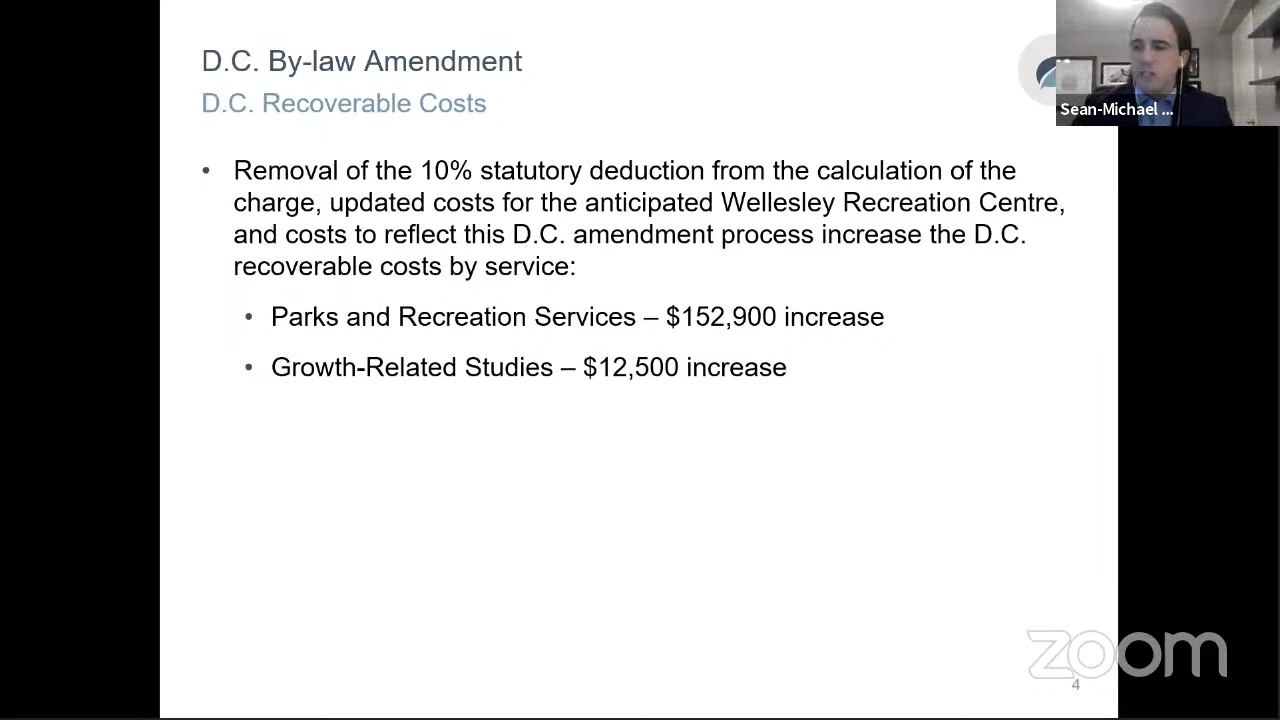 D.C. By-law Amendment
D.C. Recoverable Costs
Sean-Michael ...
• Removal of the 10% statutory deduction from the calculation of the
charge, updated costs for the anticipated Wellesley Recreation Centre,
and costs to reflect this D.C. amendment process increase the D.C.
recoverable costs by service:
• Parks and Recreation Services – $152,900 increase
• Growth-Related Studies – $12,500 increase
zoom
4